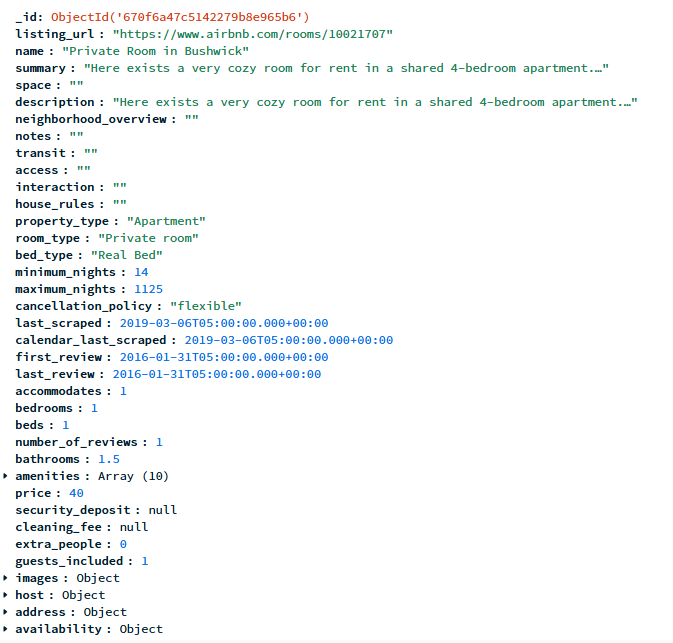 _id: ObjectId('670f6a47c5142279b8e965b6')
listing_url : "https://www.airbnb.com/rooms/10021707"
name : "Private Room in Bushwick"
summary : "Here exists a very cozy room for rent in a shared 4-bedroom apartment.…"
space : ""
description : "Here exists a very cozy room for rent in a shared 4-bedroom apartment.…"
neighborhood_overview : ""
notes : ""
transit : ""
access : ""
interaction : ""
house_rules : ""
property_type : "Apartment"
room_type : "Private room"
bed_type : "Real Bed"
minimum_nights : 14
maximum_nights : 1125
cancellation_policy : "flexible"
last_scraped : 2019-03-06T05:00:00.000+00:00
calendar_last_scraped : 2019-03-06T05:00:00.000+00:00
first_review : 2016-01-31T05:00:00.000+00:00
last_review : 2016-01-31T05:00:00.000+00:00
accommodates : 1
bedrooms : 1
beds : 1
number_of_reviews : 1
bathrooms : 1.5
amenities : Array (10)
price : 40
security_deposit : null
cleaning_fee : null
extra_people : 0
guests_included : 1
images : Object
host : Object
address : Object
availability : Object